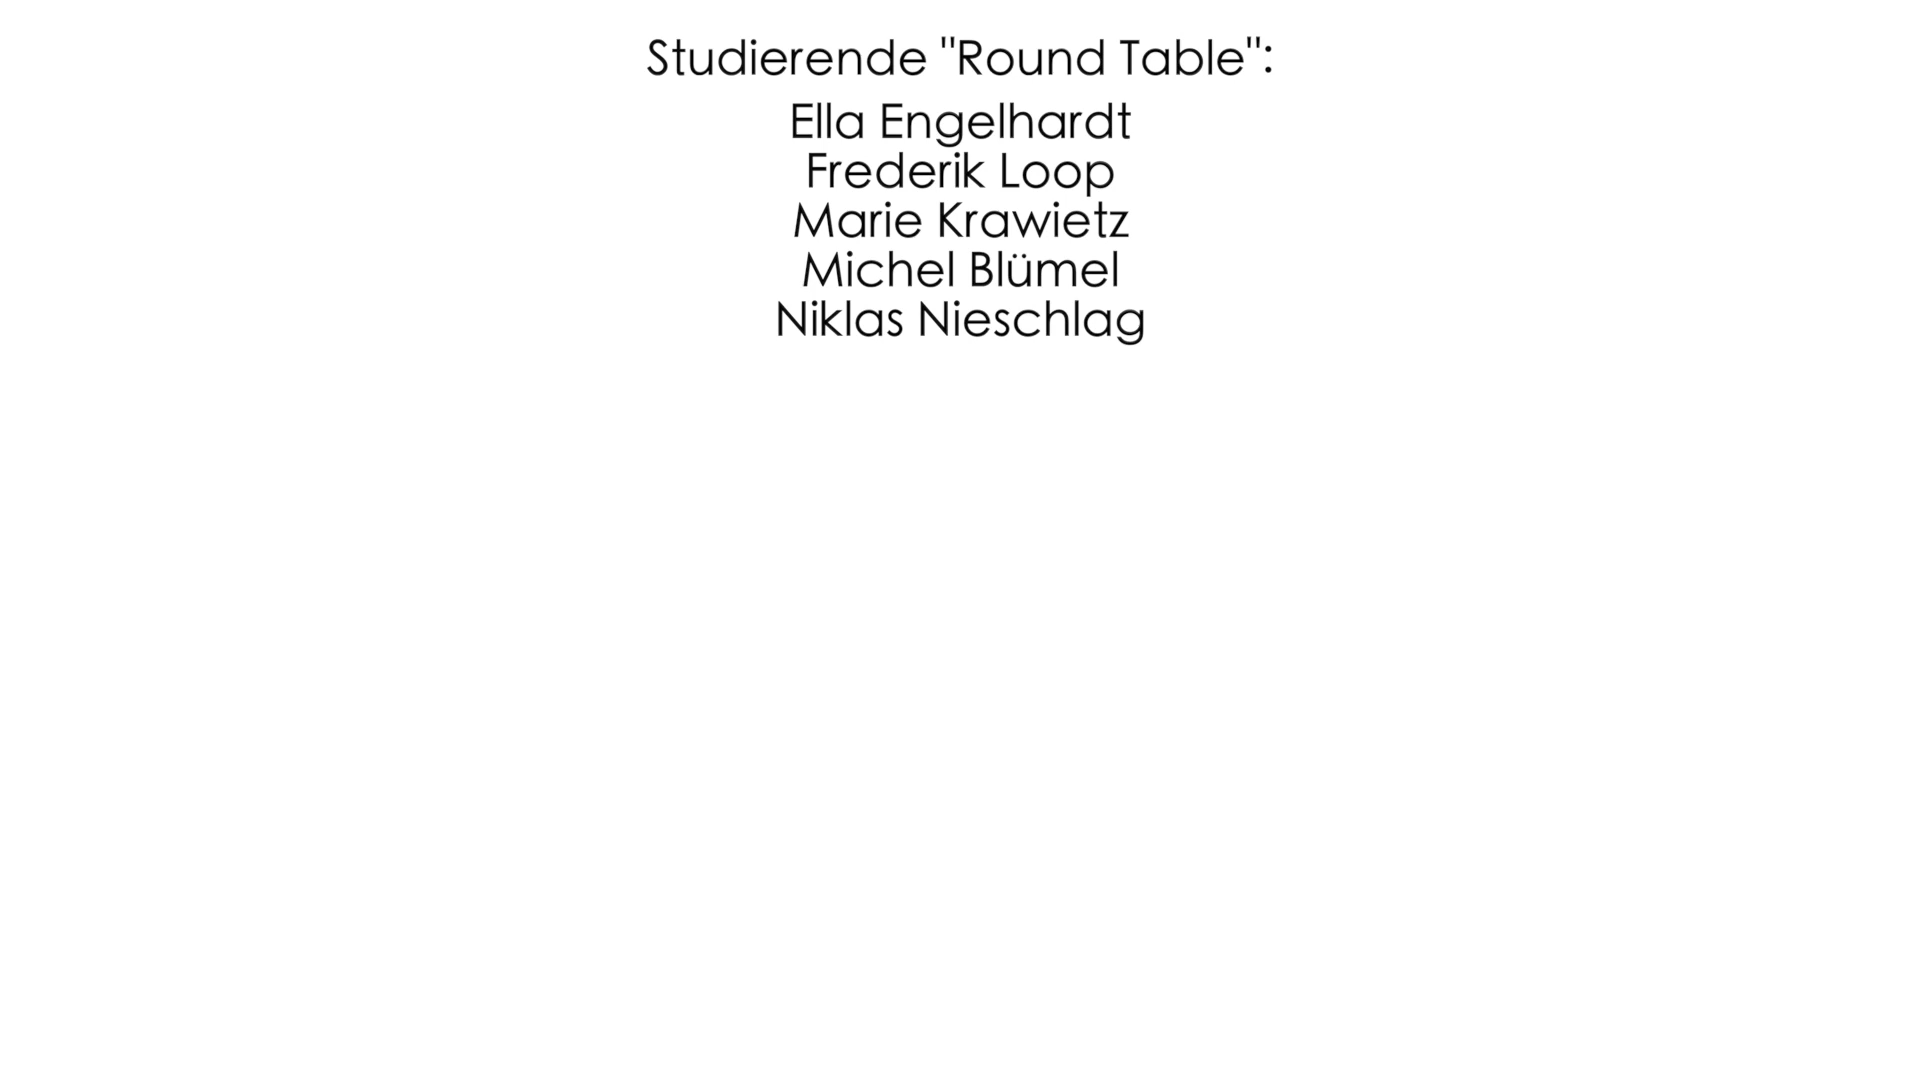 Studierende "Round Table":
Ella Engelhardt
Frederik Loop
Marie Krawietz
Michel Blümel
Niklas Nieschlag